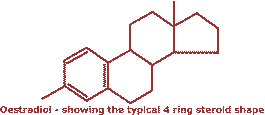 Oestradiol - showing the typical 4 ring steroid shape